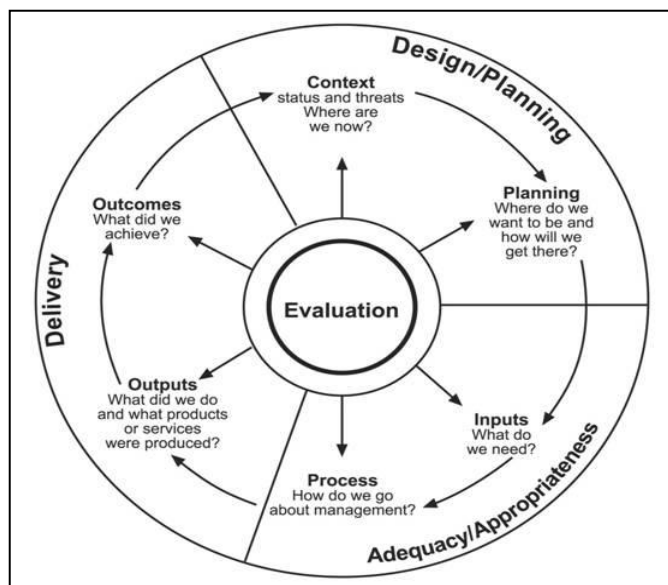 Design/Planning
Context
status and threats
Where are
we now?
Planning
Where do we
want to be and
how will we
get there?
Inputs
What do
we need?
Adequacy/Appropriateness
Process
How do we go
about management?
Outputs
What did we do
and what products
or services
were produced?
Delivery
Outcomes
What did we
achieve?
Evaluation